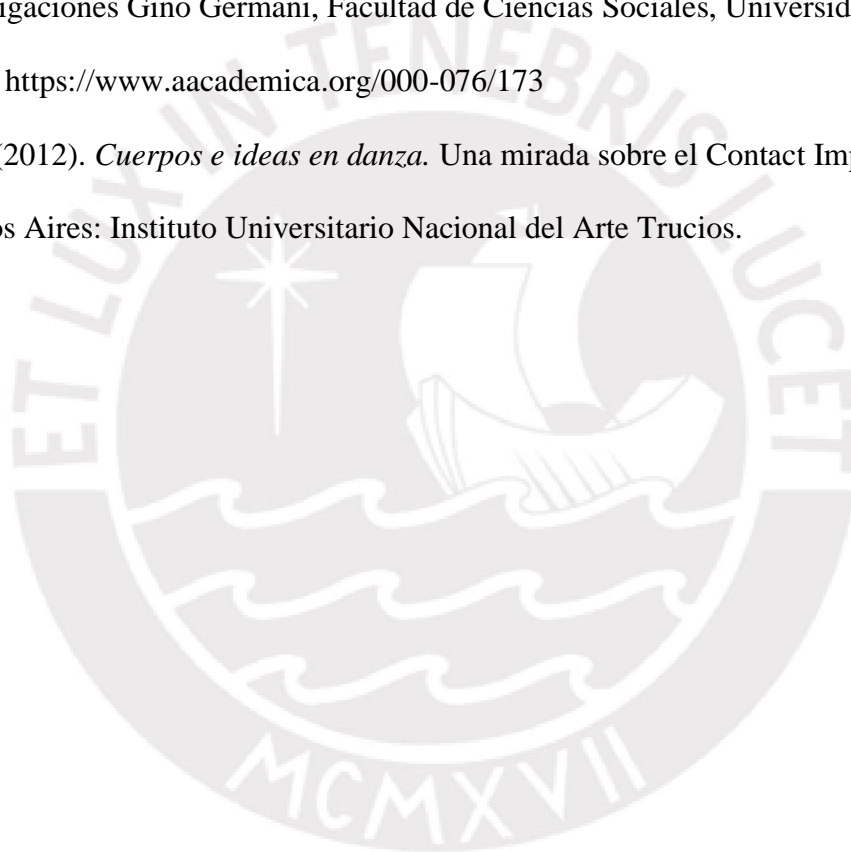 igaciones Gino Germani, Facultad de Ciencias Sociales, Universid
https://www.aacademica.org/000-076/173
(2012). Cuerpos e ideas en danza. Una mirada sobre el Contact Imp
os Aires: Instituto Universitario Nacional del Arte Trucios.
ET LUX IN TENEBRIS LUCET
MCMXVII